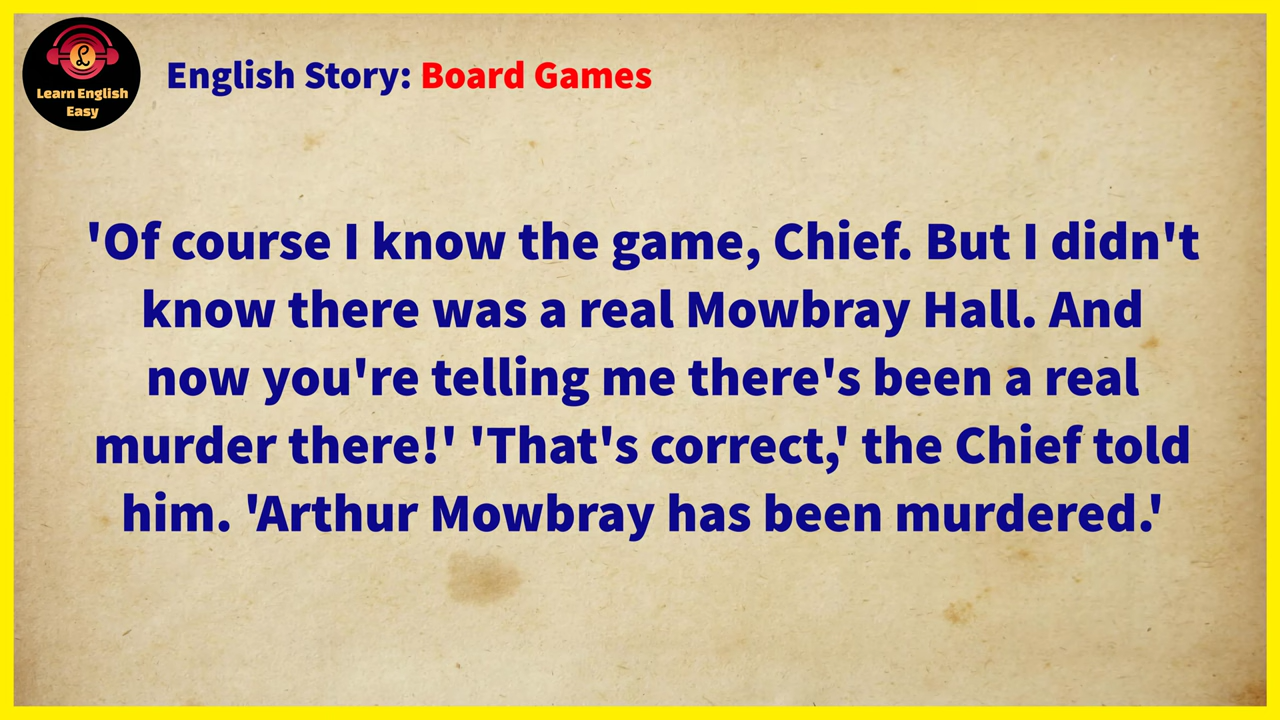 Learn English
Easy
English Story: Board Games
'Of course I know the game, Chief. But I didn't
know there was a real Mowbray Hall. And
now you're telling me there's been a real
murder there!' 'That's correct,' the Chief told
him. 'Arthur Mowbray has been murdered.'